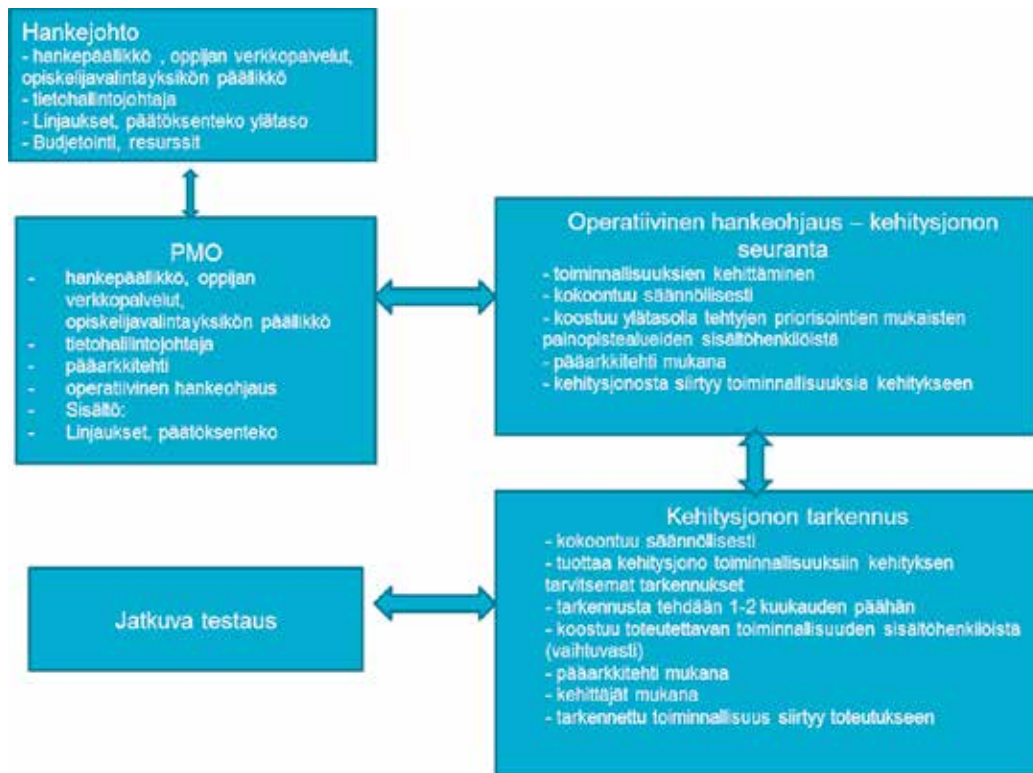 Hankejohto
- hankepäällikkö , oppijan verkkopalvelut,
opiskelijavalintayksikön päällikkö
- tietohallintojohtaja
- Linjaukset, päätöksenteko ylätaso
- Budjetointi, resurssit
PMO
- hankepäällikkö, oppijan
verkkopalvelut,
opiskelijavalintayksikön päällikkö
- tietohallintojohtaja
- pääarkkitehti
- operatiivinen hankeohjaus
- Sisältö:
- Linjaukset, päätöksenteko
Operatiivinen hankeohjaus – kehitysjonon
seuranta
- toiminnallisuuksien kehittäminen
- kokoontuu säännöllisesti
- koostuu ylätasolla tehtyjen priorisointien mukaisten
painopistealueiden sisältöhenkilöistä
- pääarkkitehti mukana
- kehitysjonosta siirtyy toiminnallisuuksia kehitykseen
Kehitysjonon tarkennus
- kokoontuu säännöllisesti
- tuottaa kehitysjono toiminnallisuuksiin kehityksen
tarvitsemat tarkennukset
- tarkennusta tehdään 1-2 kuukauden päähän
- koostuu toteutettavan toiminnallisuuden sisältöhenkilöistä
(vaihtuvasti)
- pääarkkitehti mukana
- kehittäjät mukana
- tarkennettu toiminnallisuus siirtyy toteutukseen
Jatkuva testaus